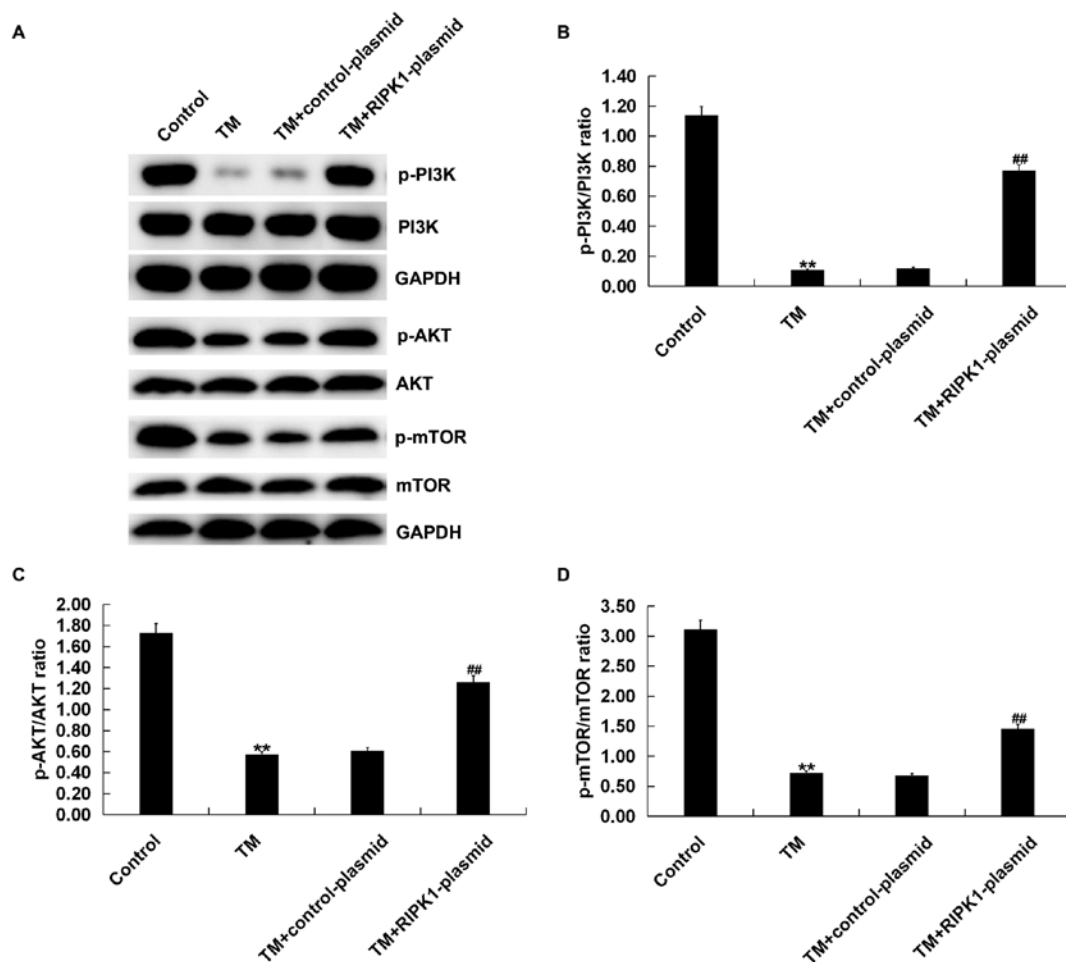 A
Control
TM
TM+control-plasmid
TM+RIPK1-plasmid
p-PI3K
PI3K
GAPDH
p-AKT
AKT
p-mTOR
mTOR
GAPDH
B
p-PI3K/PI3K ratio
1.40
1.20
1.00
0.80
0.60
0.40
0.20
0.00
**
##
Control
TM
TM+control-plasmid
TM+RIPK1-plasmid
C
p-AKT/AKT ratio
2.00
1.80
1.60
1.40
1.20
1.00
0.80
0.60
0.40
0.20
0.00
**
##
Control
TM
TM+control-plasmid
TM+RIPK1-plasmid
D
p-mTOR/mTOR ratio
3.50
3.00
2.50
2.00
1.50
1.00
0.50
0.00
**
##
Control
TM
TM+control-plasmid
TM+RIPK1-plasmid